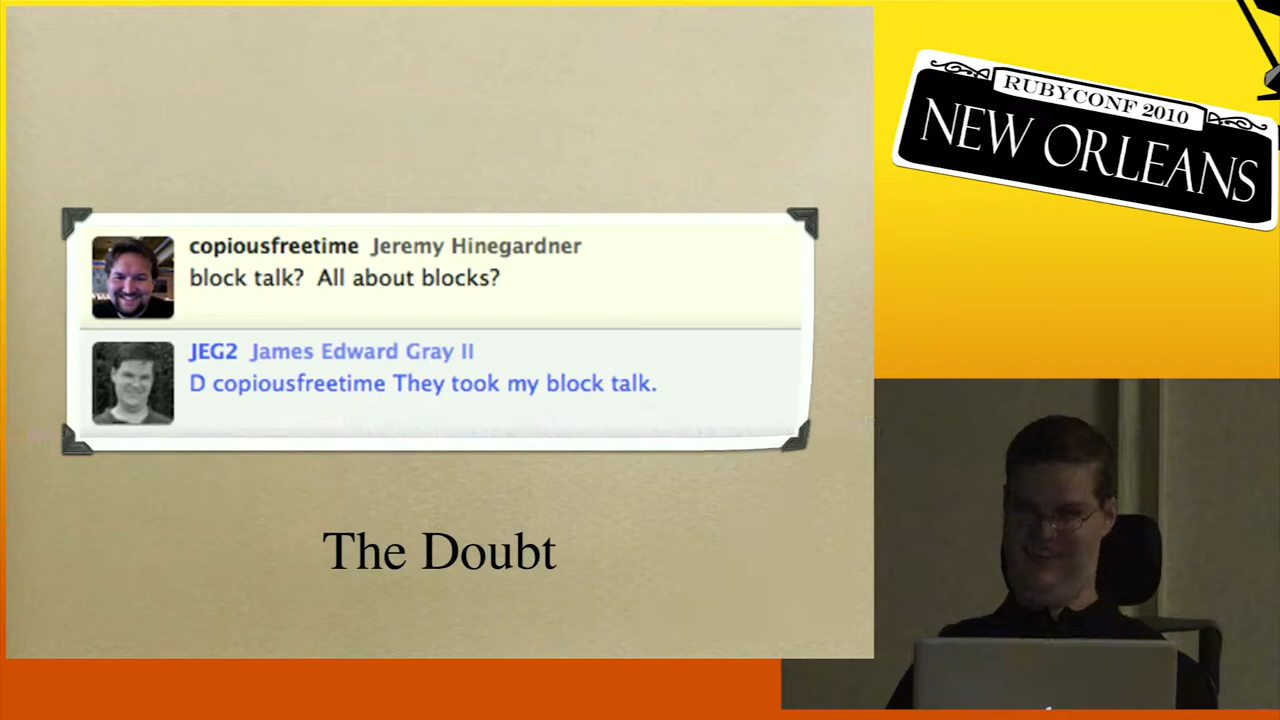 copiousfreetime Jeremy Hinegardner
block talk? All about blocks?
JEG2 James Edward Gray II
D copiousfreetime They took my block talk.
The Doubt
RUBYCONF 2010
NEW ORLEANS